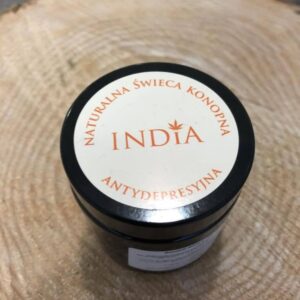 NATURALNA ŚWIECA KONOPNA
INDIA
ANTYDEPRESYJNA